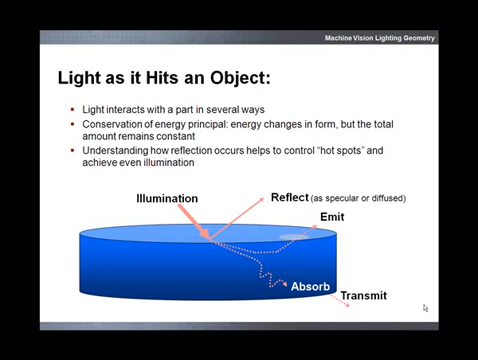 Machine Vision Lighting Geometry
Light as it Hits an Object:
Light interacts with a part in several ways
Conservation of energy principal: energy changes in form, but the total
amount remains constant
Understanding how reflection occurs helps to control “hot spots” and
achieve even illumination
Illumination
Reflect (as specular or diffused)
Emit
Absorb
Transmit